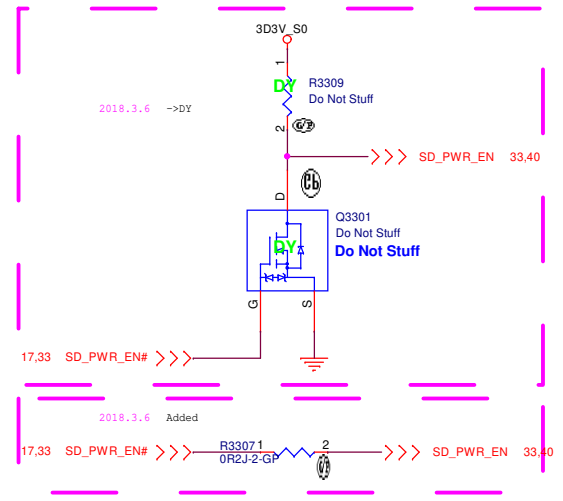 3D3V_S0
1
DY
R3309
Do Not Stuff
2018.3.6 ->DY
2
G/P
SD_PWR_EN 33,40
D
Q3301
Do Not Stuff
DY
Do Not Stuff
G
S
17,33 SD_PWR_EN#
2018.3.6 Added
17,33 SD_PWR_EN#
R3307
1
2
0R2J-2-GP
SD_PWR_EN 33,40